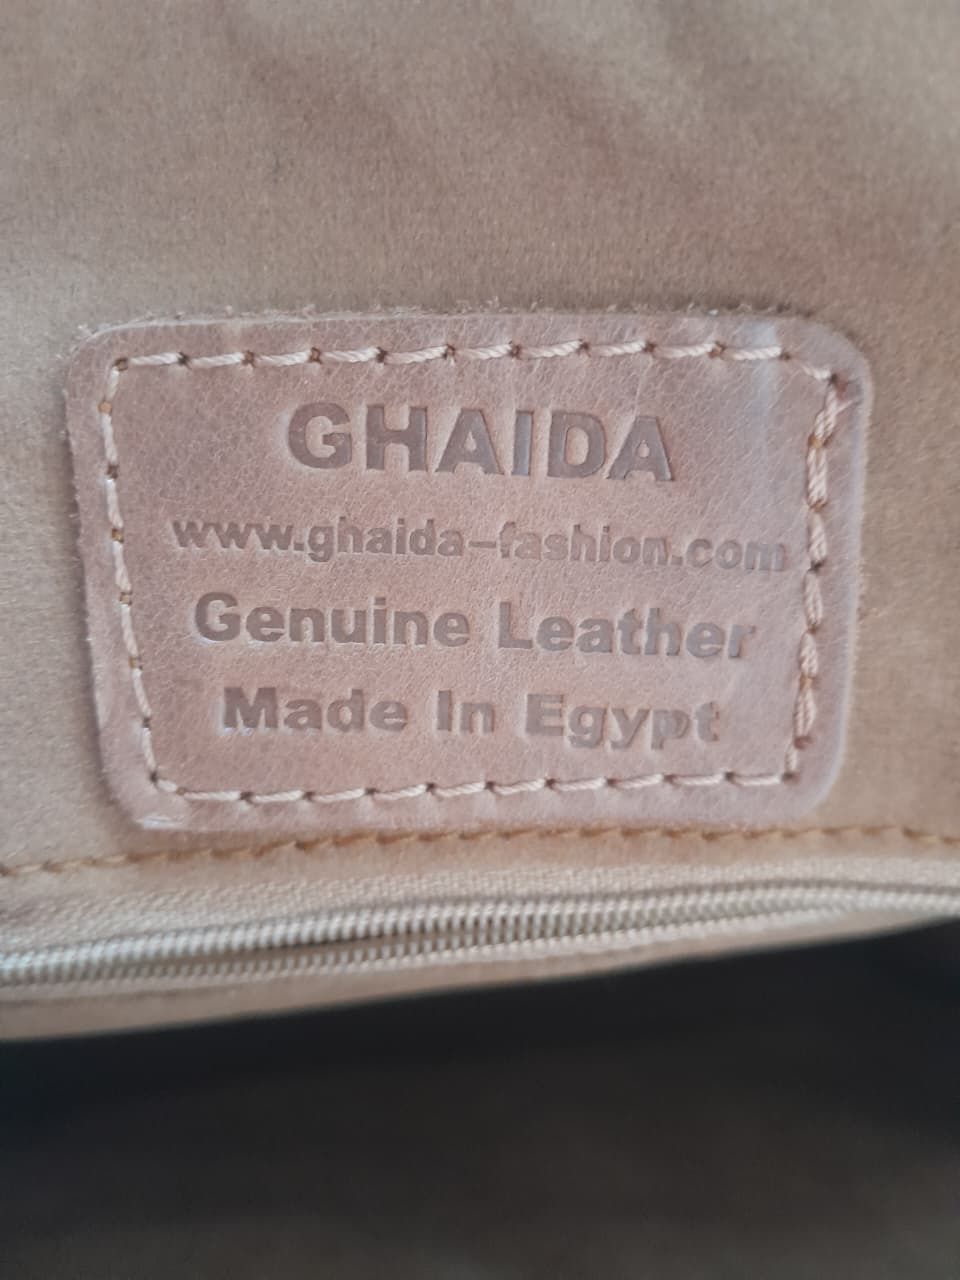 GHAIDA
www.ghaida-fashion.com
Genuine Leather
Made In Egypt